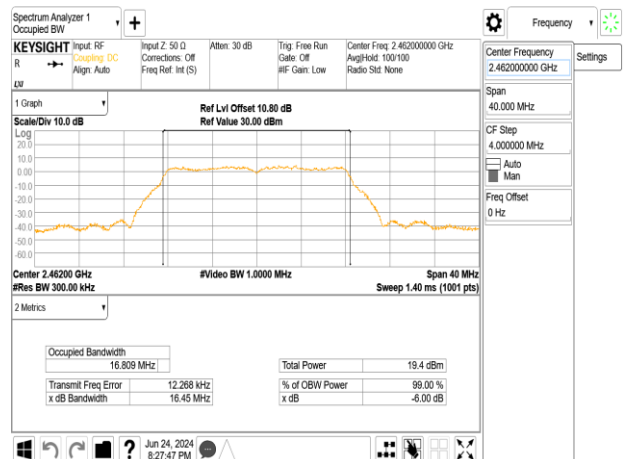 Spectrum Analyzer 1
Occupied BW
Frequency
KEYSIGHT
R
LXI
Input: RF
Coupling: DC
Align: Auto
Input Z: 50 Ω
Corrections: Off
Freq Ref: Int (S)
Atten: 30 dB
Trig: Free Run
Gate: Off
#IF Gain: Low
Center Freq: 2.462000000 GHz
Avg|Hold: 100/100
Radio Std: None
Center Frequency
2.462000000 GHz
Settings
Span
40.000 MHz
CF Step
4.000000 MHz
Auto
Man
Freq Offset
0 Hz
1 Graph
Scale/Div 10.0 dB
Ref Lvl Offset 10.80 dB
Ref Value 30.00 dBm
Log
20.0
10.0
0.00
-10.0
-20.0
-30.0
-40.0
-50.0
-60.0
Center 2.46200 GHz
#Video BW 1.0000 MHz
Span 40 MHz
#Res BW 300.00 kHz
Sweep 1.40 ms (1001 pts)
2 Metrics
Occupied Bandwidth
16.809 MHz
Total Power 19.4 dBm
Transmit Freq Error 12.268 kHz
% of OBW Power 99.00 %
x dB Bandwidth 16.45 MHz
x dB -6.00 dB
?
Jun 24, 2024
8:27:47 PM